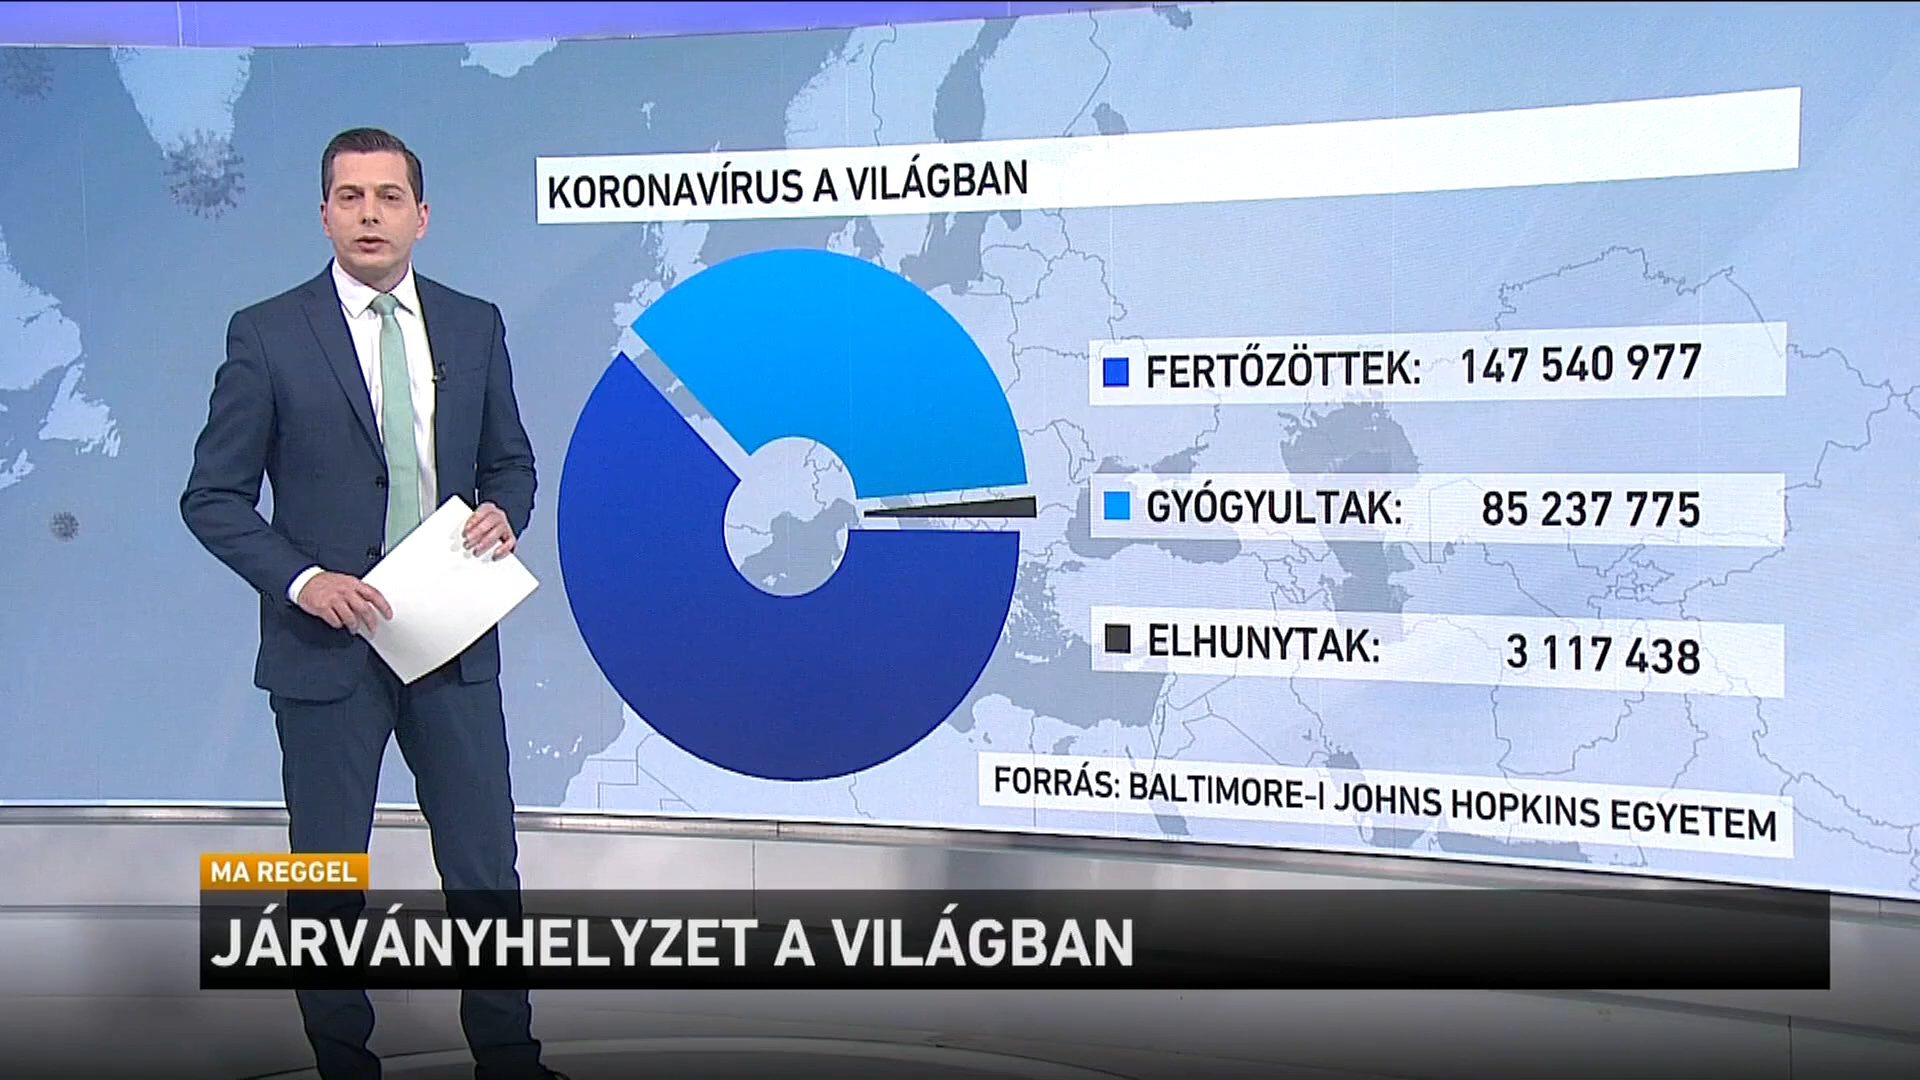 KORONAVÍRUS A VILÁGBAN
FERTŐZÖTTEK: 147 540 977
GYÓGYULTAK: 85 237 775
ELHUNYTAK: 3 117 438
FORRÁS: BALTIMORE-I JOHNS HOPKINS EGYETEM
MA REGGEL
JÁRVÁNYHELYZET A VILÁGBAN